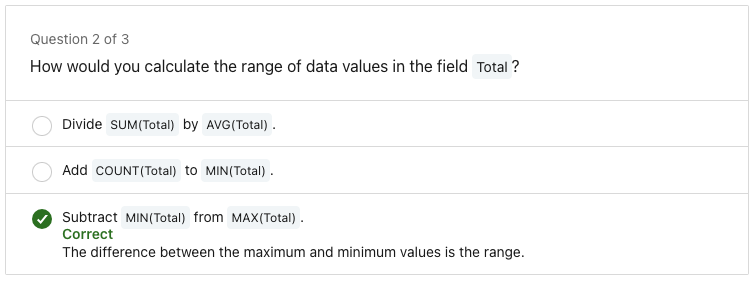 Question 2 of 3
How would you calculate the range of data values in the field Total?
Divide SUM(Total) by AVG(Total).
Add COUNT(Total) to MIN(Total).
Subtract MIN(Total) from MAX(Total).
Correct
The difference between the maximum and minimum values is the range.